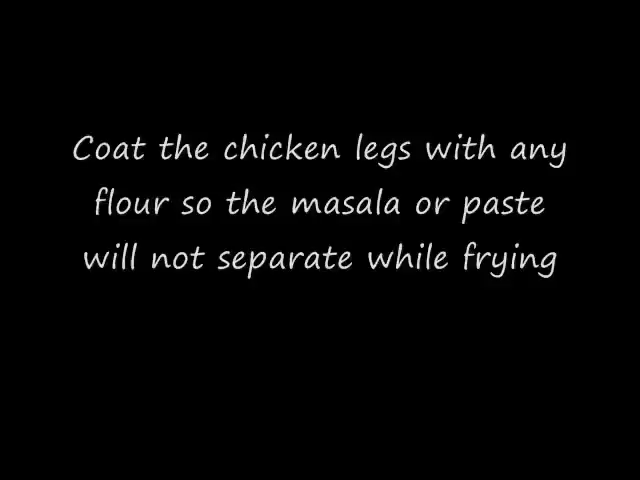 Coat the chicken legs with any
flour so the masala or paste
will not separate while frying